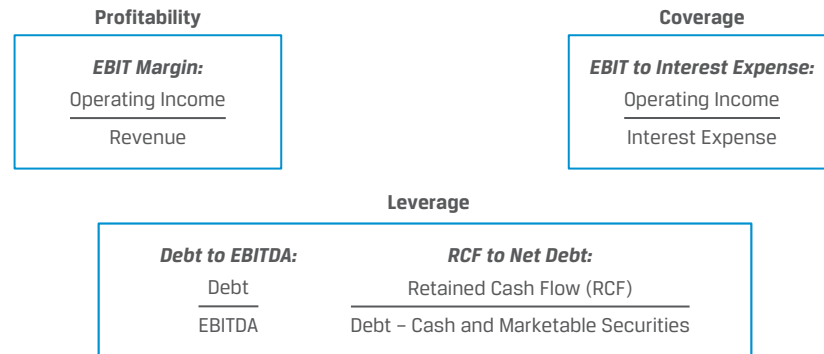 Profitability
EBIT Margin:
Operating Income
Revenue
Coverage
EBIT to Interest Expense:
Operating Income
Interest Expense
Leverage
Debt to EBITDA:
Debt
EBITDA
RCF to Net Debt:
Retained Cash Flow (RCF)
Debt – Cash and Marketable Securities